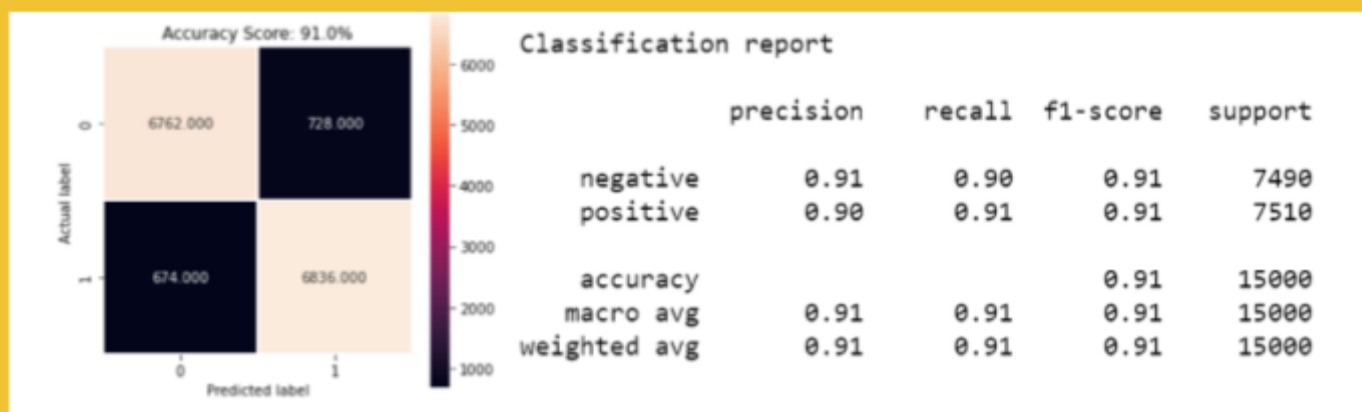 Accuracy Score: 91.0%
6762.000 728.000
674.000 6836.000
0
1
Actual label
0 1
Predicted label
6000
5000
4000
3000
2000
1000
Classification report
precision recall f1-score support
negative 0.91 0.90 0.91 7490
positive 0.90 0.91 0.91 7510
accuracy 0.91 15000
macro avg 0.91 0.91 0.91 15000
weighted avg 0.91 0.91 0.91 15000